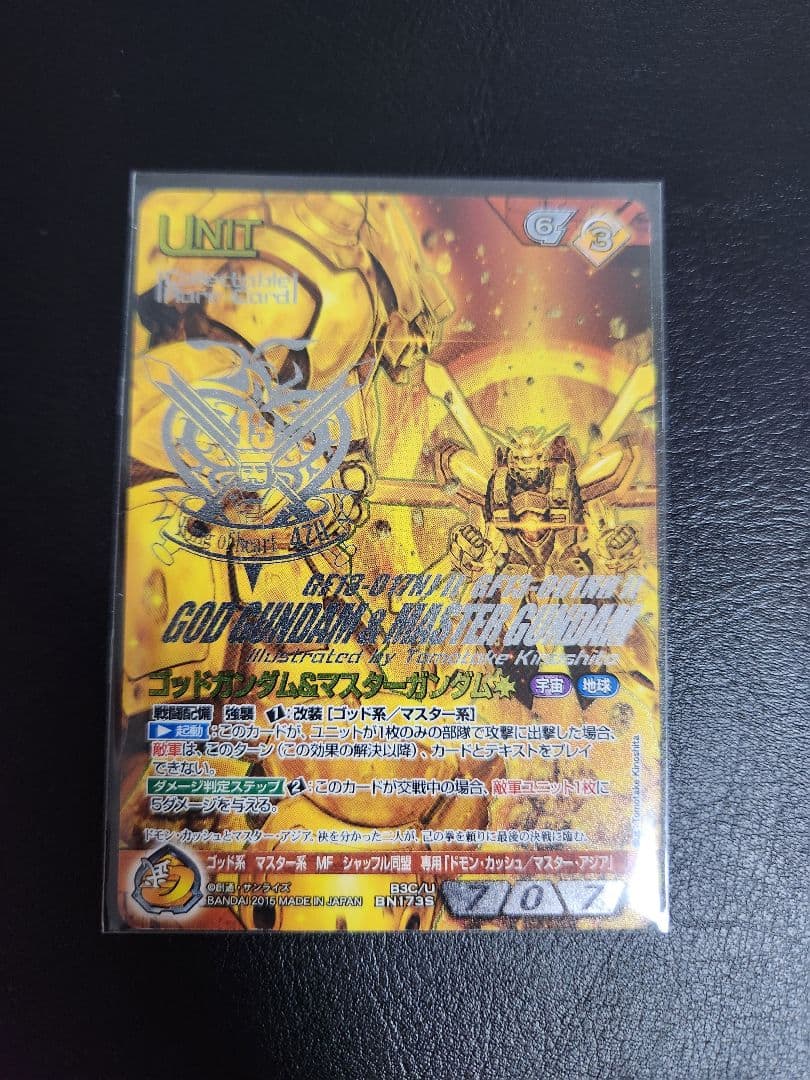 UNIT
6 3
Collectable
Rare Card
15
King of heart
GF13-017NJⅡ GF13-001NHⅡ
GOD GUNDAM & MASTER GUNDAM
Illustrated by Tomotake Kinoshita
ゴッドガンダム&マスターガンダム 宇宙 地球
戦闘配備 強襲 1:改装[ゴッド系/マスター系]
▶起動:このカードが、ユニットが1枚のみの部隊で攻撃に出撃した場合、
敵軍は、このターン(この効果の解決以降)、カードとテキストをプレイ
できない。
ダメージ判定ステップ 2:このカードが交戦中の場合、敵軍ユニット1枚に
5ダメージを与える。
ドモン・カッシュとマスター・アジア。袂を分かった二人が、己の拳を頼りに最後の決戦に臨む。
Tomotake Kinoshita
ゴッド系 マスター系 MF シャッフル同盟 専用「ドモン・カッシュ/マスター・アジア」
©創通・サンライズ B3C/U
BANDAI 2015 MADE IN JAPAN BN173S
7 0 7